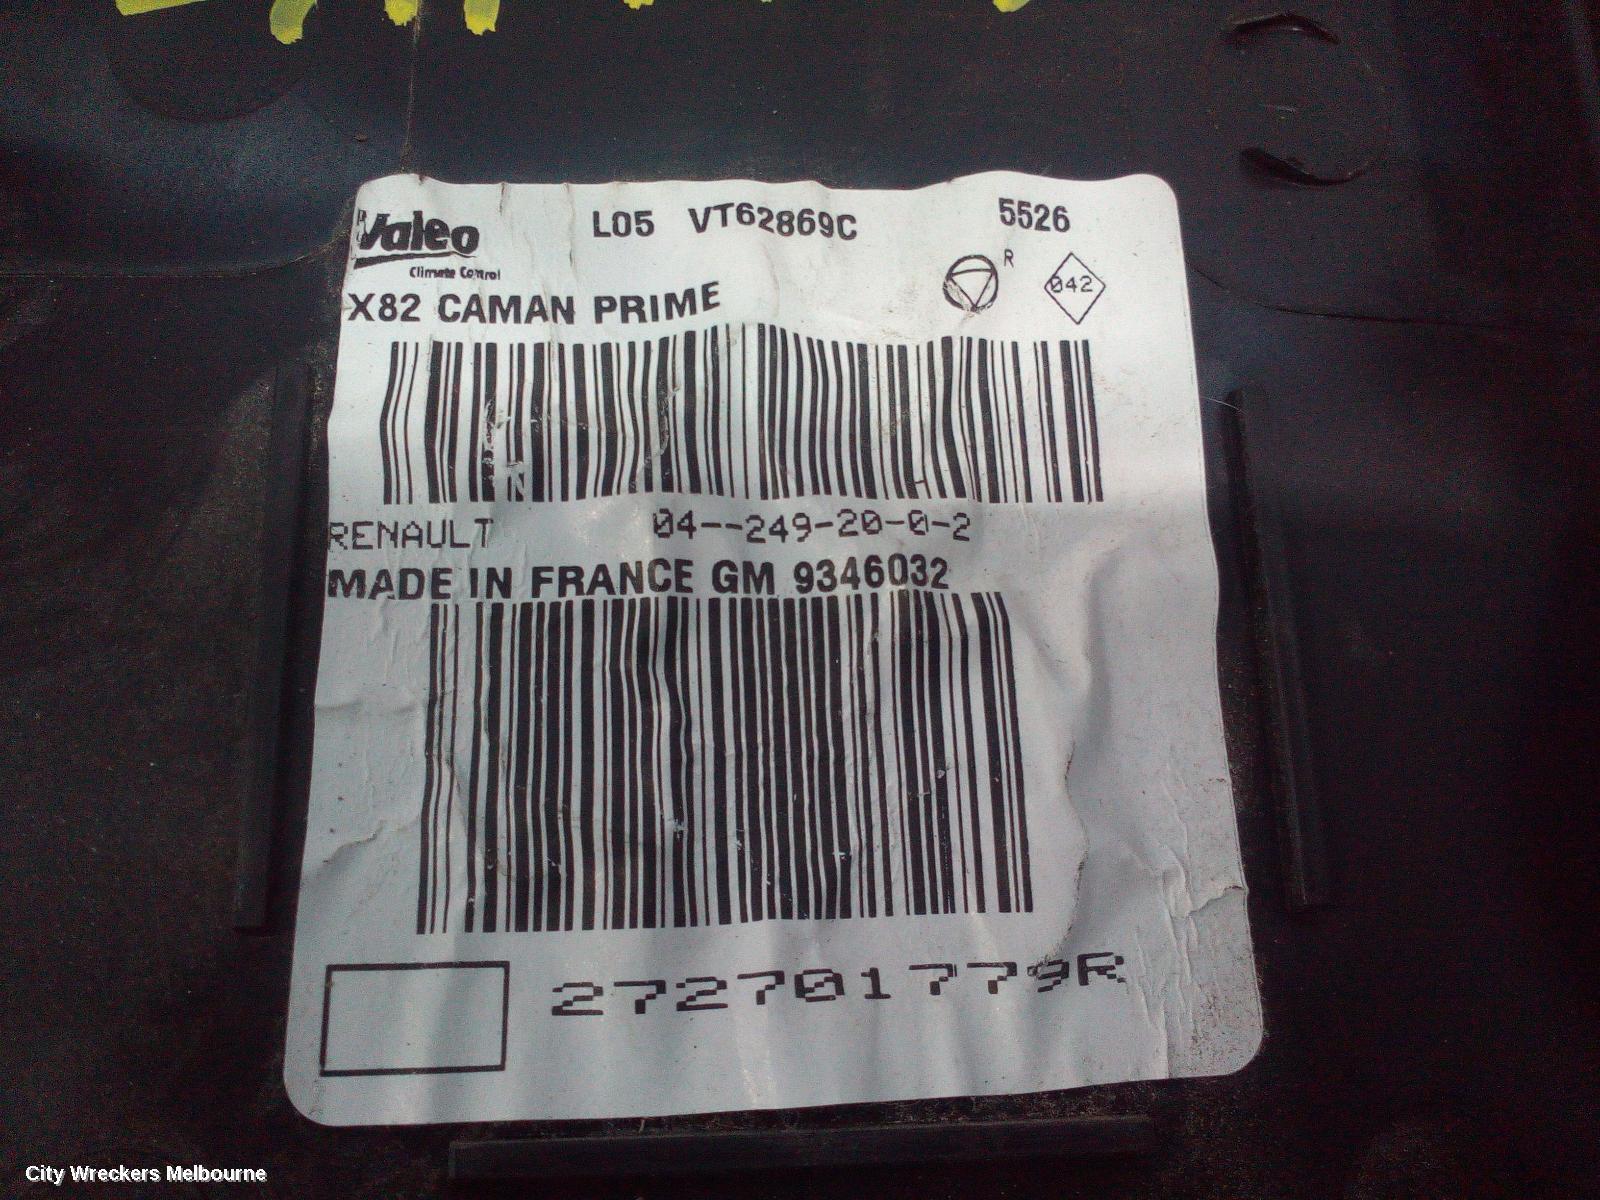 Valeo L05 VT62869C 5526
Climate Control
R
042
X82 CAMAN PRIME
RENAULT 04--249-20-0-2
MADE IN FRANCE GM 9346032
272701779R
City Wreckers Melbourne